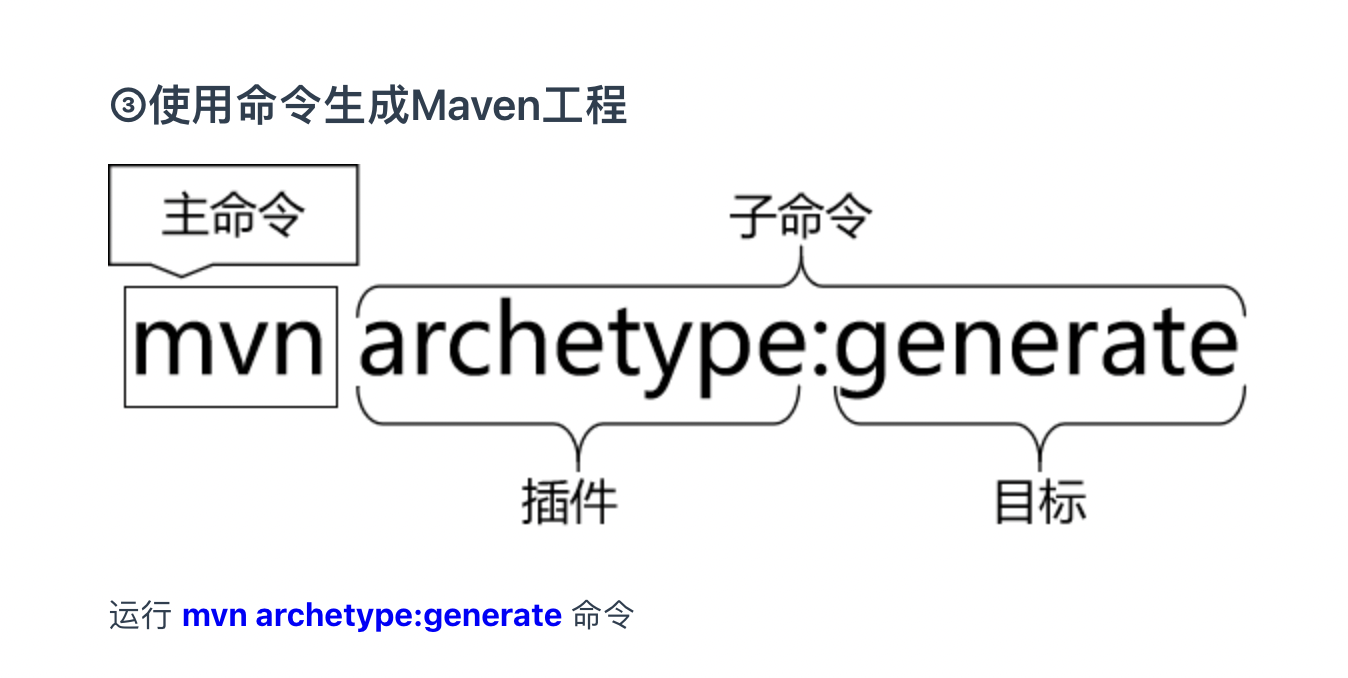 ③使用命令生成Maven工程
主命令
子命令
mvn archetype:generate
插件
目标
运行 mvn archetype:generate 命令